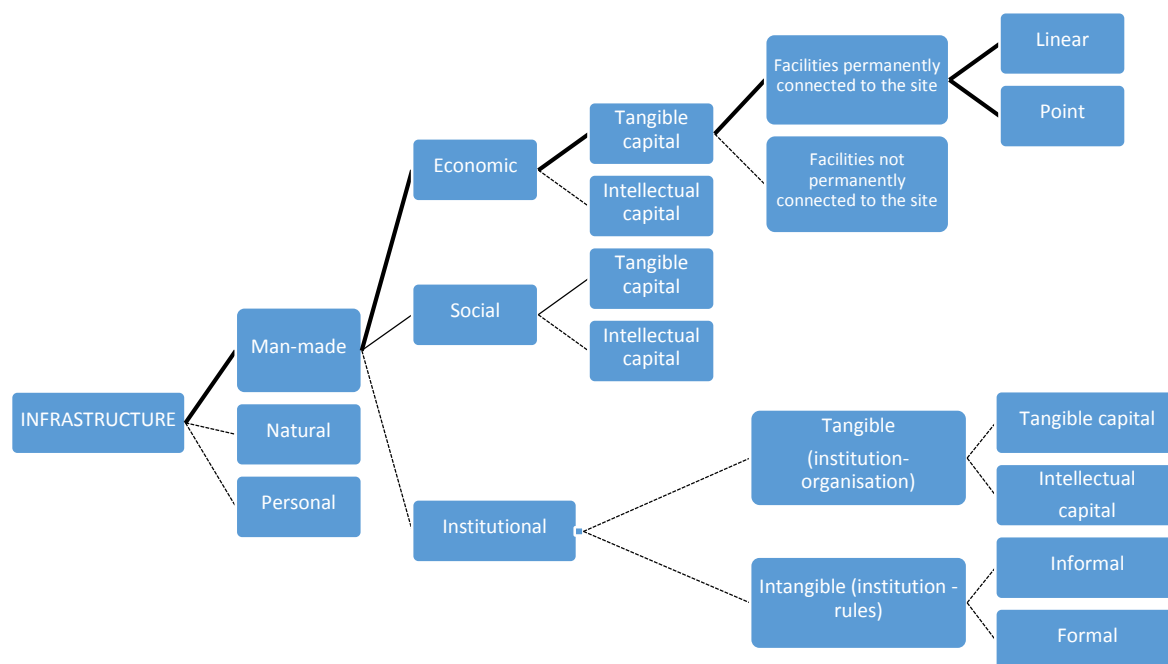 Linear
Facilities permanently
connected to the site
Point
Tangible
capital
Economic
Facilities not
permanently
connected to the site
Intellectual
capital
Tangible
capital
Social
Intellectual
capital
Man-made
INFRASTRUCTURE
Natural
Personal
Institutional
Tangible
(institution-
organisation)
Tangible capital
Intellectual
capital
Intangible (institution -
rules)
Informal
Formal